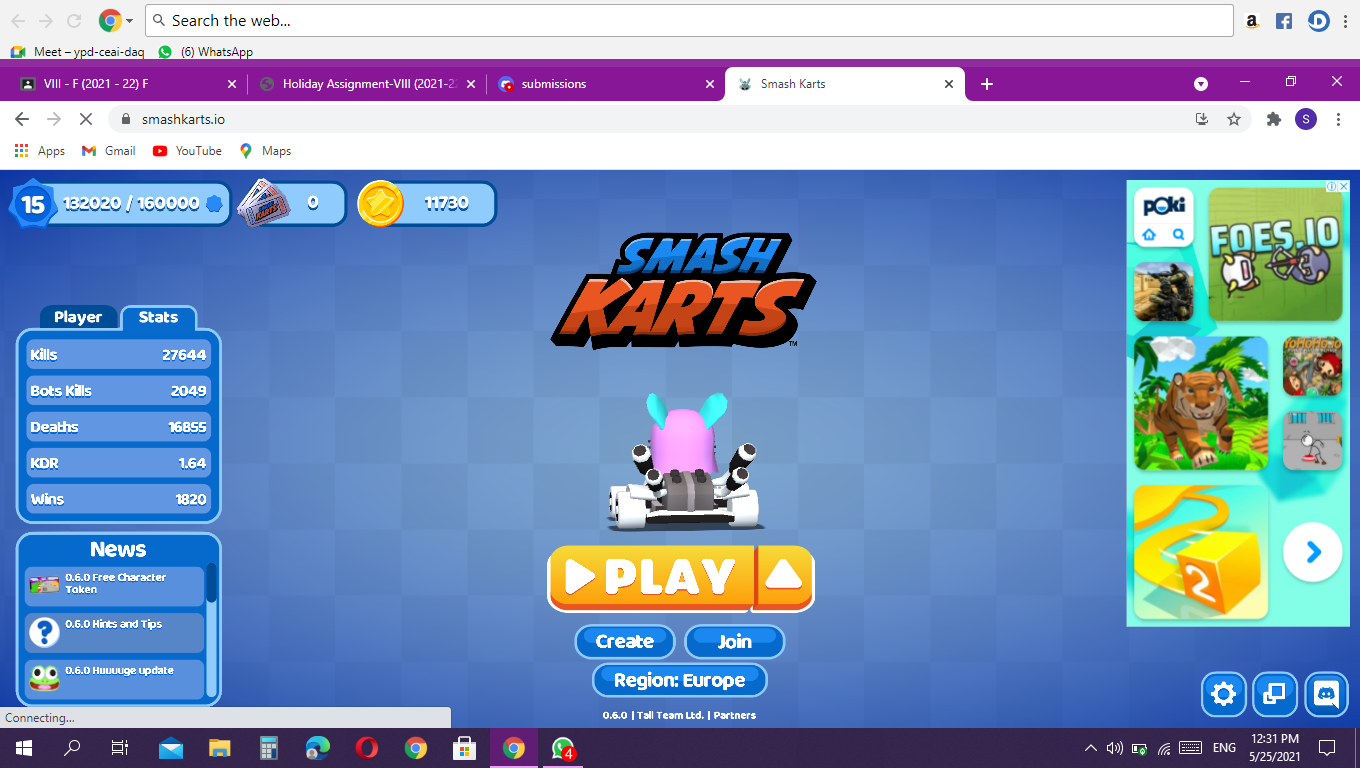 Search the web...
a
Meet – ypd-ceai-daq
(6) WhatsApp
VIII - F (2021 - 22) F
Holiday Assignment-VIII (2021-22
submissions
Smash Karts
smashkarts.io
S
Apps
Gmail
YouTube
Maps
15
132020 / 160000
0
11730
SMASH
KARTS
™
Player
Stats
Kills
27644
Bots Kills
2049
Deaths
16855
KDR
1.64
Wins
1820
News
0.6.0 Free Character
Token
?
0.6.0 Hints and Tips
0.6.0 Huuuuge update
PLAY
Create
Join
Region: Europe
0.6.0 | Tall Team Ltd. | Partners
POKI
FOES.IO
YoHoHo.io
2
Connecting...
4
ENG
12:31 PM
5/25/2021